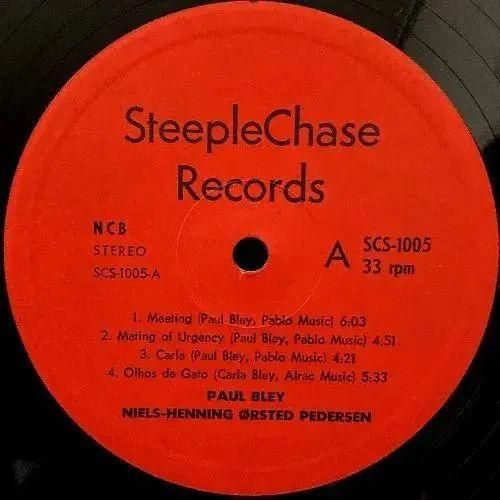 SteepleChase
Records
NCB
STEREO
SCS-1005-A
A
SCS-1005
33 rpm
1. Meeting (Paul Bley, Pablo Music) 6:03
2. Mating of Urgency (Paul Bley, Pablo Music) 4:51
3. Carla (Paul Bley, Pablo Music) 4:21
4. Olhos de Gato (Carla Bley, Alrac Music) 5:33
PAUL BLEY
NIELS-HENNING ØRSTED PEDERSEN